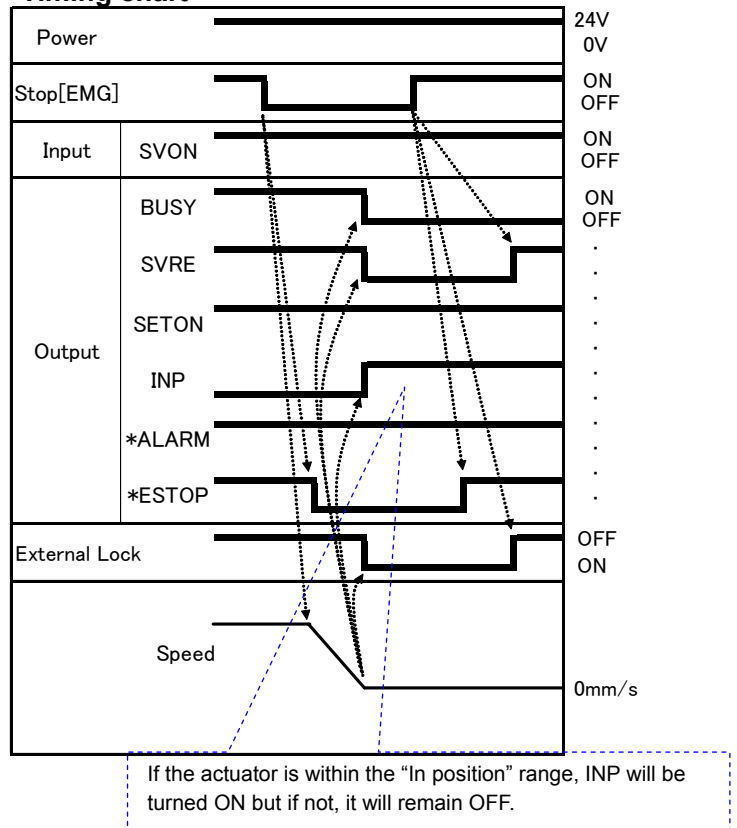 Timing chart
Power
24V
0V
Stop[EMG]
ON
OFF
Input
SVON
ON
OFF
Output
BUSY
ON
OFF
SVRE
SETON
INP
*ALARM
*ESTOP
External Lock
OFF
ON
Speed
0mm/s
If the actuator is within the “In position” range, INP will be
turned ON but if not, it will remain OFF.